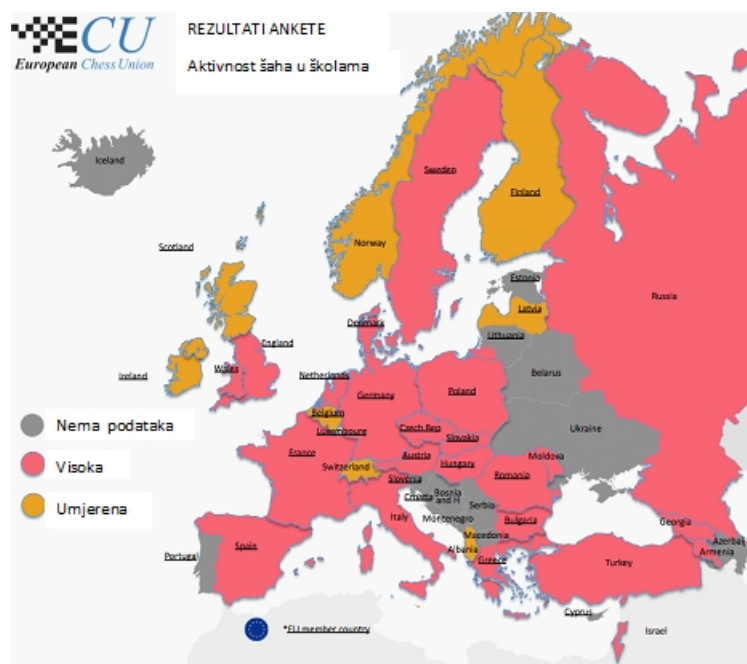 ECU
European Chess Union
REZULTATI ANKETE
Aktivnost šaha u školama
Iceland
Sweden
Finland
Norway
Scotland
Estonia
Russia
Latvia
Denmark
Lithuania
England
Ireland
Wales
Netherlands
Belarus
Germany
Poland
Belgium
Nema podataka
Czech Rep
Ukraine
Luxembourg
Slovakia
France
Austria
Moldova
Visoka
Switzerland
Hungary
Romania
Slovenia
Croatia
Bosnia
and H
Serbia
Umjerena
Italy
Montenegro
Bulgaria
Georgia
Macedonia
Azerbai
Albania
Armenia
Portugal
Spain
Greece
Turkey
Cyprus
*EU member country
Israel